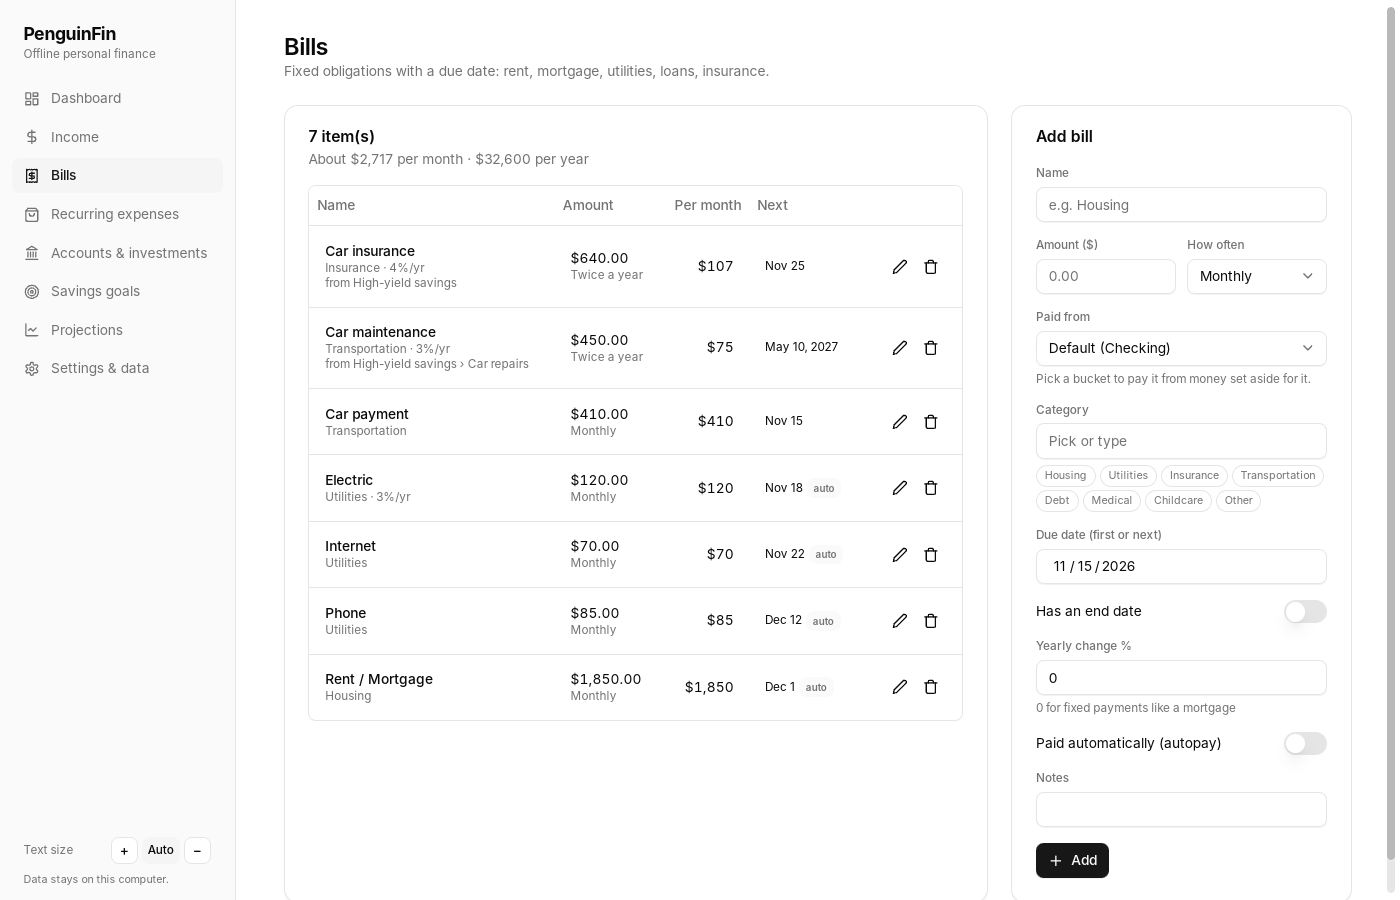 PenguinFin
Offline personal finance
Dashboard
Income
Bills
Recurring expenses
Accounts & investments
Savings goals
Projections
Settings & data
Text size + Auto −
Data stays on this computer.
Bills
Fixed obligations with a due date: rent, mortgage, utilities, loans, insurance.
7 item(s)
About $2,717 per month · $32,600 per year
Name Amount Per month Next
Car insurance
Insurance · 4%/yr
from High-yield savings
$640.00
Twice a year
$107
Nov 25
Car maintenance
Transportation · 3%/yr
from High-yield savings › Car repairs
$450.00
Twice a year
$75
May 10, 2027
Car payment
Transportation
$410.00
Monthly
$410
Nov 15
Electric
Utilities · 3%/yr
$120.00
Monthly
$120
Nov 18 auto
Internet
Utilities
$70.00
Monthly
$70
Nov 22 auto
Phone
Utilities
$85.00
Monthly
$85
Dec 12 auto
Rent / Mortgage
Housing
$1,850.00
Monthly
$1,850
Dec 1 auto
Add bill
Name
e.g. Housing
Amount ($) How often
0.00 Monthly
Paid from
Default (Checking)
Pick a bucket to pay it from money set aside for it.
Category
Pick or type
Housing Utilities Insurance Transportation
Debt Medical Childcare Other
Due date (first or next)
11 / 15 / 2026
Has an end date
Yearly change %
0
0 for fixed payments like a mortgage
Paid automatically (autopay)
Notes
+ Add